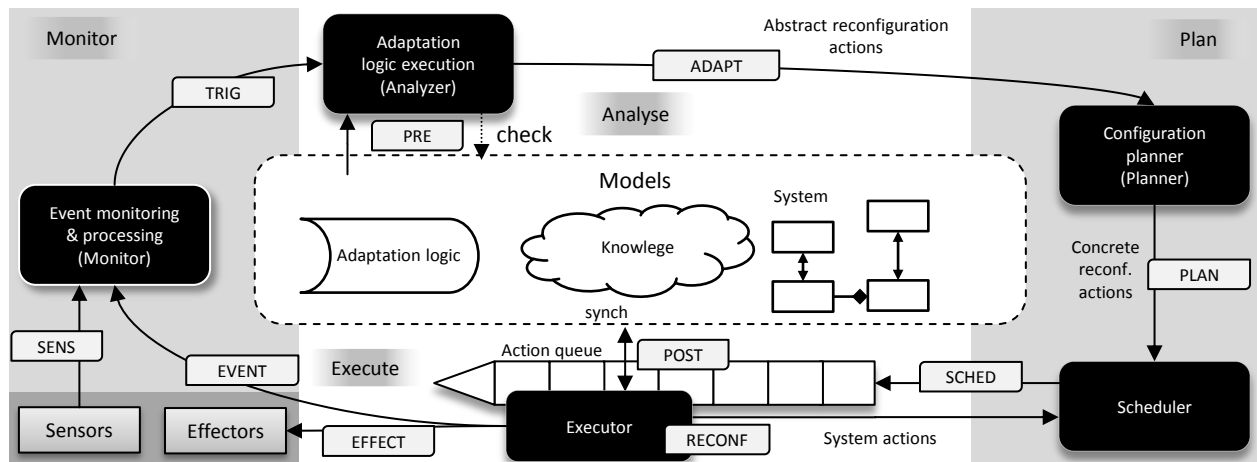 Monitor
Adaptation
logic execution
(Analyzer)
Abstract reconfiguration
actions
Plan
TRIG
ADAPT
Analyse
PRE
check
Configuration
planner
(Planner)
Models
System
Event monitoring
& processing
(Monitor)
Adaptation logic
Knowlege
Concrete
reconf.
actions
PLAN
synch
SENS
EVENT
Execute
Action queue
POST
SCHED
Sensors
Effectors
EFFECT
Executor
RECONF
System actions
Scheduler